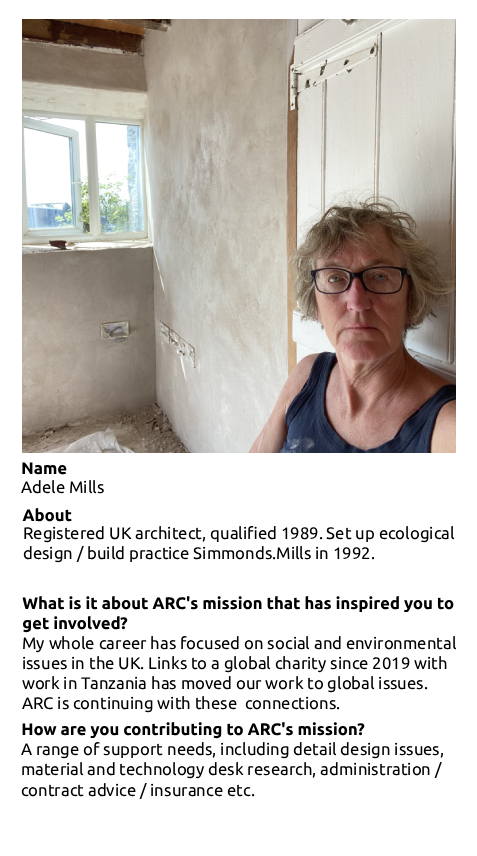 Name
Adele Mills
About
Registered UK architect, qualified 1989. Set up ecological
design / build practice Simmonds.Mills in 1992.
What is it about ARC's mission that has inspired you to
get involved?
My whole career has focused on social and environmental
issues in the UK. Links to a global charity since 2019 with
work in Tanzania has moved our work to global issues.
ARC is continuing with these  connections.
How are you contributing to ARC's mission?
A range of support needs, including detail design issues,
material and technology desk research, administration /
contract advice / insurance etc.